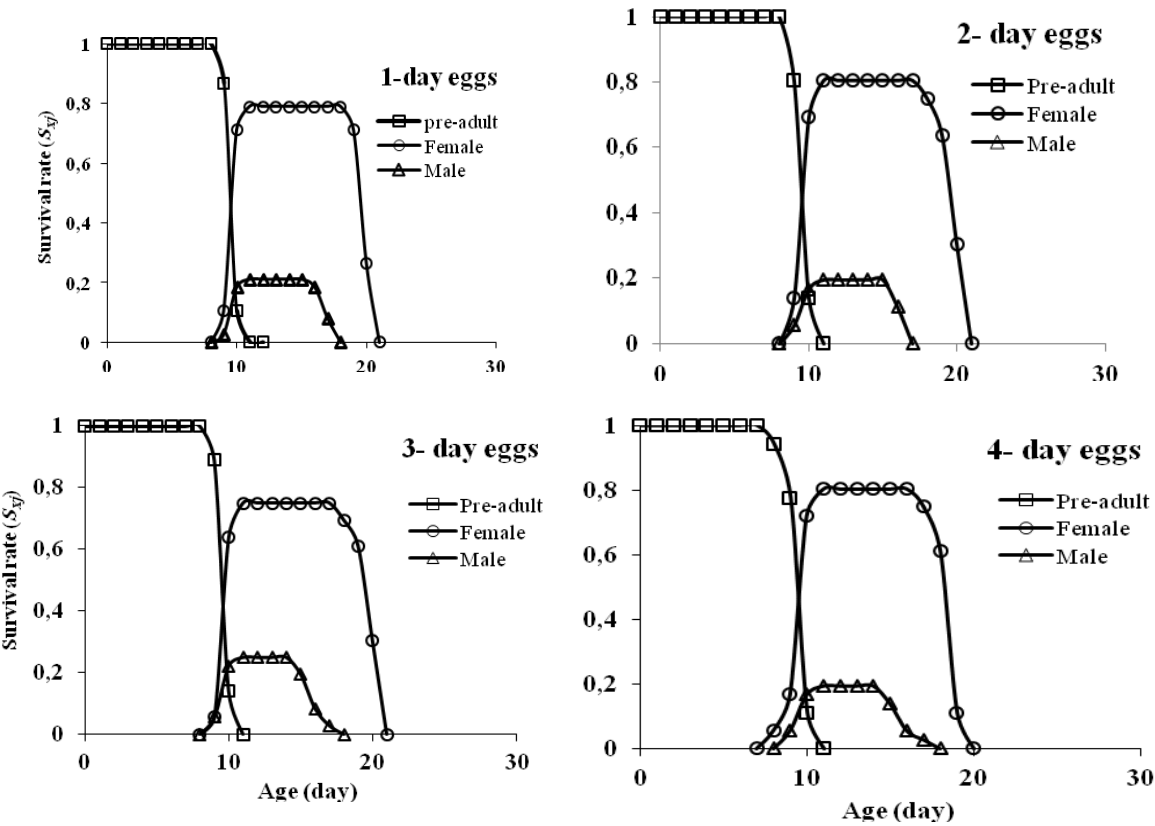 1-day eggs
pre-adult
Female
Male
Survival rate (Sxj)
1
0,8
0,6
0,4
0,2
0
0 10 20 30
2- day eggs
Pre-adult
Female
Male
1
0,8
0,6
0,4
0,2
0
0 10 20 30
3- day eggs
Pre-adult
Female
Male
Survival rate (Sxj)
1
0,8
0,6
0,4
0,2
0
0 10 20 30
Age (day)
4- day eggs
Pre-adult
Female
Male
1
0,8
0,6
0,4
0,2
0
0 10 20 30
Age (day)